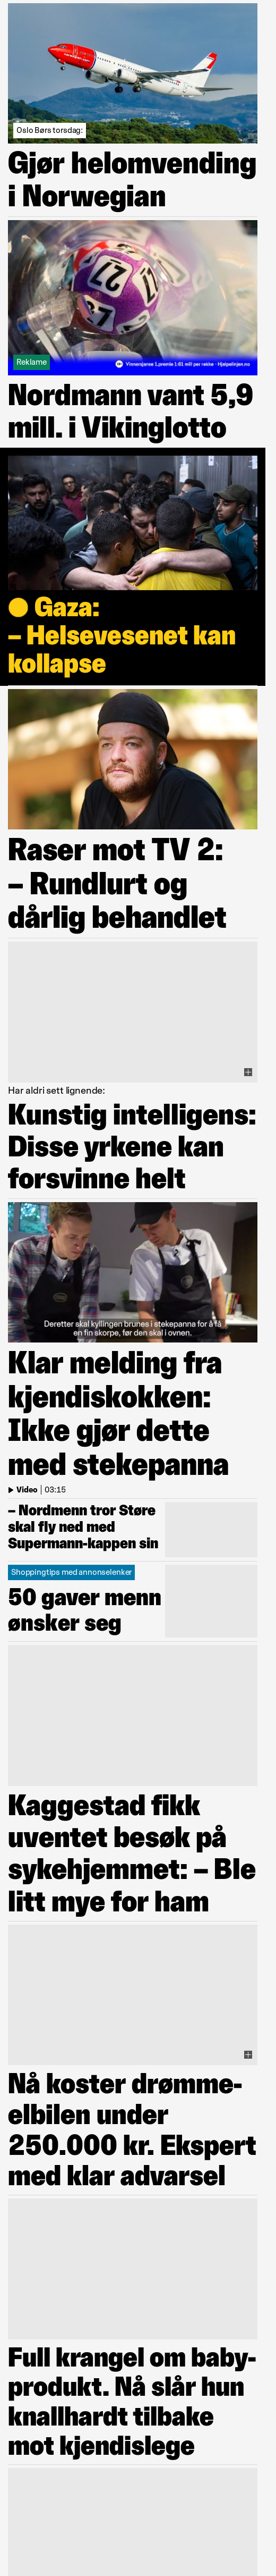 Oslo Børs torsdag:
Gjør helomvending
i Norwegian
27
Reklame
Vinnersjanse 1.premie 1:61 mill per rekke - Hjelpelinjen.no
Nordmann vant 5,9
mill. i Vikinglotto
Gaza:
– Helsevesenet kan
kollapse
Raser mot TV 2:
– Rundlurt og
dårlig behandlet
Har aldri sett lignende:
Kunstig intelligens:
Disse yrkene kan
forsvinne helt
Deretter skal kyllingen brunes i stekepanna for å få
en fin skorpe, før den skal i ovnen.
Klar melding fra
kjendiskokken:
Ikke gjør dette
med stekepanna
Video | 03:15
– Nordmenn tror Støre
skal fly ned med
Supermann-kappen sin
Shoppingtips med annonselenker
50 gaver menn
ønsker seg
Kaggestad fikk
uventet besøk på
sykehjemmet: – Ble
litt mye for ham
Nå koster drømme-
elbilen under
250.000 kr. Ekspert
med klar advarsel
Full krangel om baby-
produkt. Nå slår hun
knallhardt tilbake
mot kjendislege